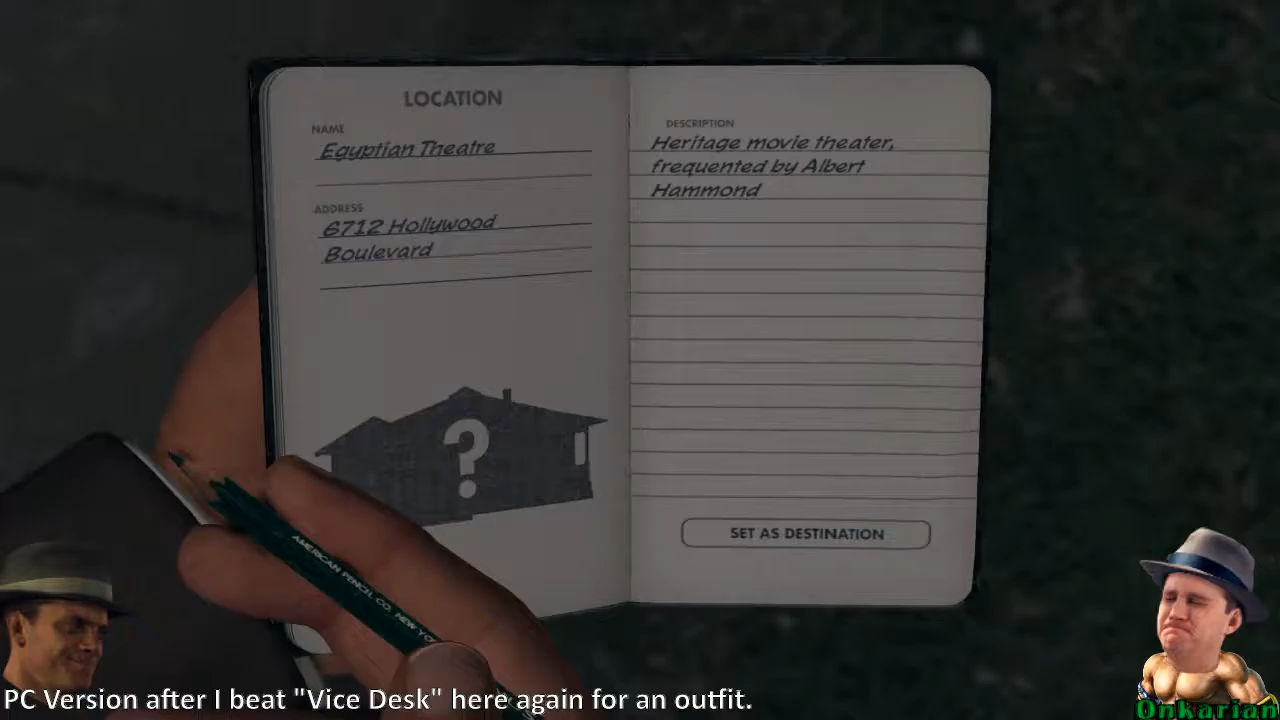 LOCATION
NAME
Egyptian Theatre
ADDRESS
6712 Hollywood
Boulevard
?
DESCRIPTION
Heritage movie theater,
frequented by Albert
Hammond
SET AS DESTINATION
AMERICAN PENCIL CO. NEW YORK
PC Version after I beat "Vice Desk" here again for an outfit.
Onkarian